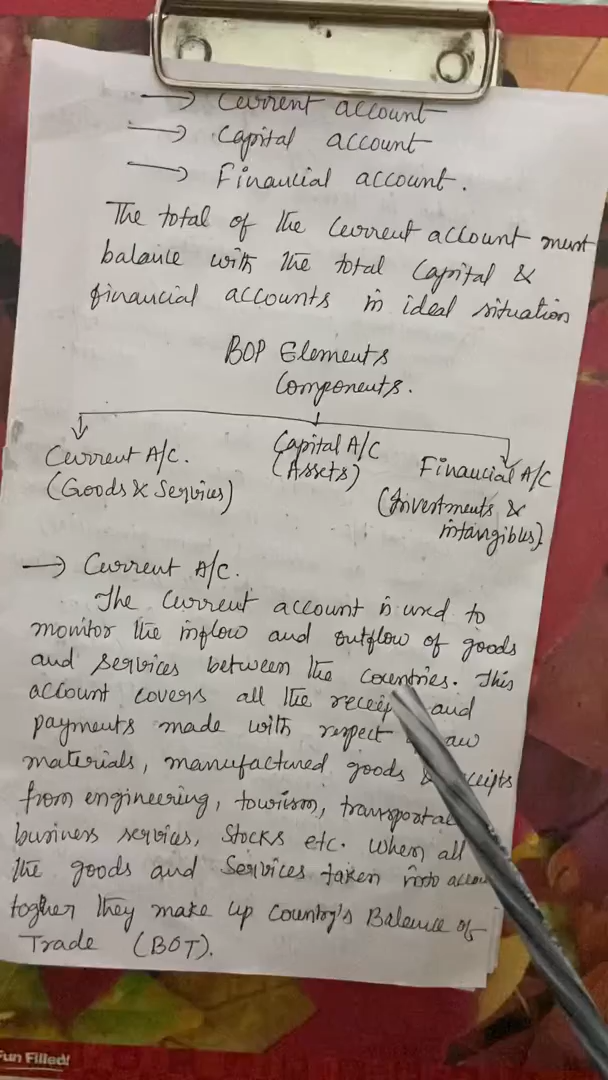 → Current account
→ Capital account
→ Financial account.
The total of the current account must
balance with the total Capital &
financial accounts in ideal situation
BOP Elements
Components.
Current A/C.
(Goods & Services)
Capital A/C
(Assets)
Financial A/C
(Investments &
intangibles)
→ Current A/C.
The current account is used to
monitor the inflow and outflow of goods
and services between the countries. This
account covers all the and
payments made with respect
materials, manufactured goods
from engineering, tourism,
business services, Stocks etc. When all
the goods and Services taken into
togher they make up country's Balance of
Trade (BOT).
Fun Filled!